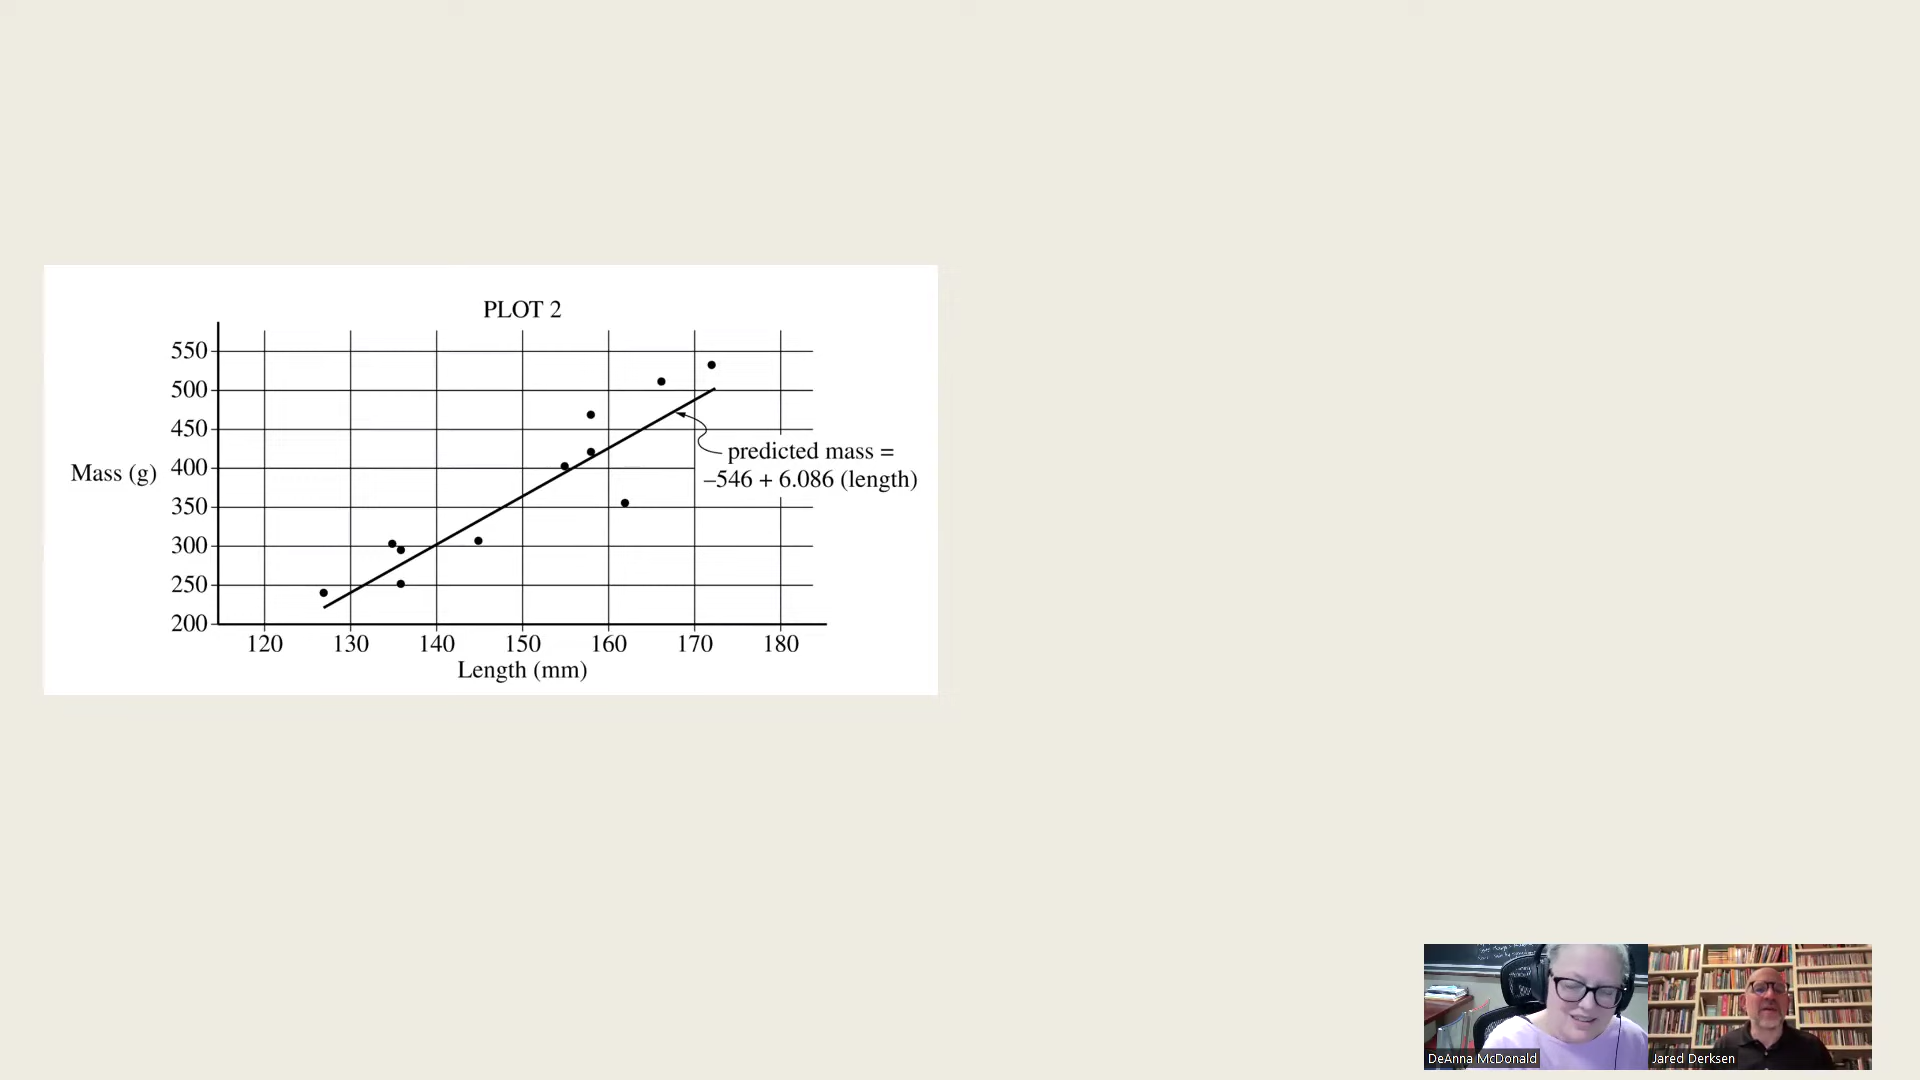 PLOT 2
550
500
450
400
350
300
250
200
Mass (g)
predicted mass =
–546 + 6.086 (length)
120 130 140 150 160 170 180
Length (mm)
DeAnna McDonald
Jared Derksen